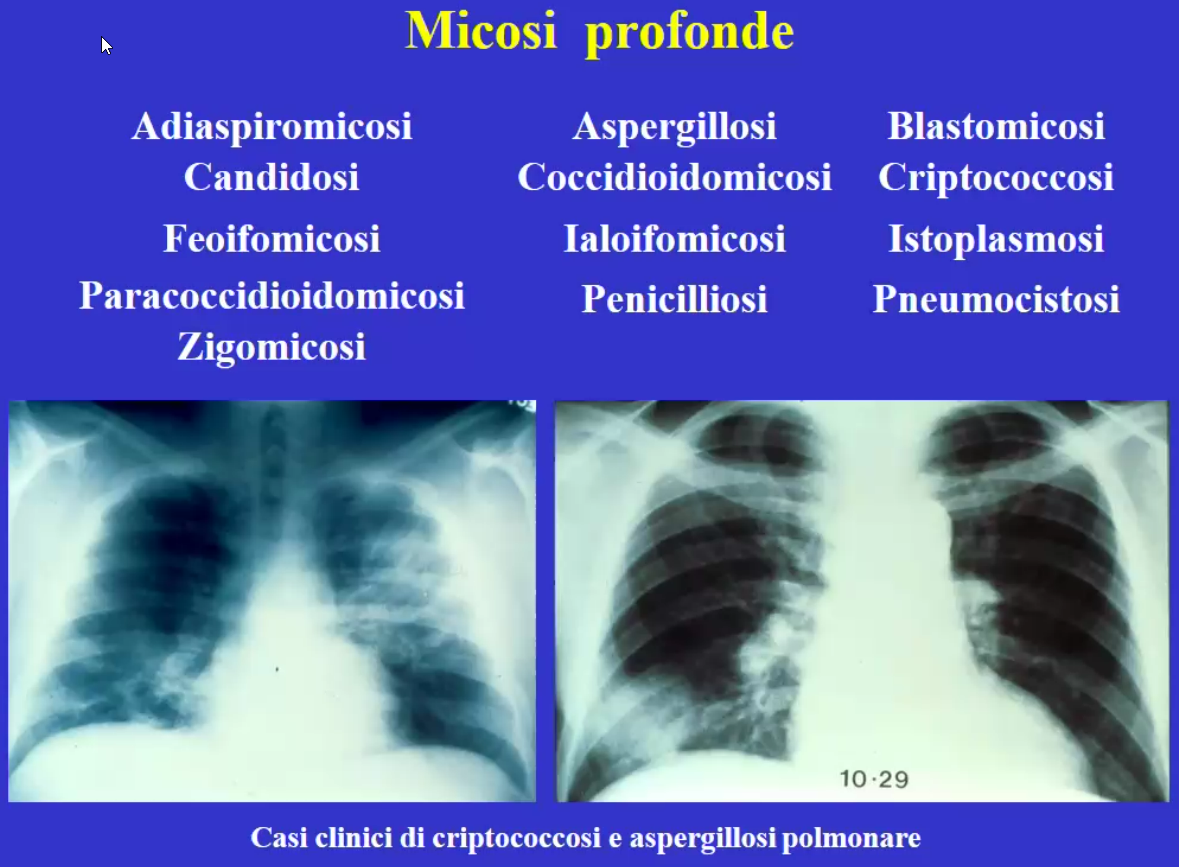 Micosi profonde
Adiaspiromicosi Aspergillosi Blastomicosi
Candidosi Coccidioidomicosi Criptococcosi
Feoifomicosi Ialoifomicosi Istoplasmosi
Paracoccidioidomicosi Penicilliosi Pneumocistosi
Zigomicosi
10·29
Casi clinici di criptococcosi e aspergillosi polmonare